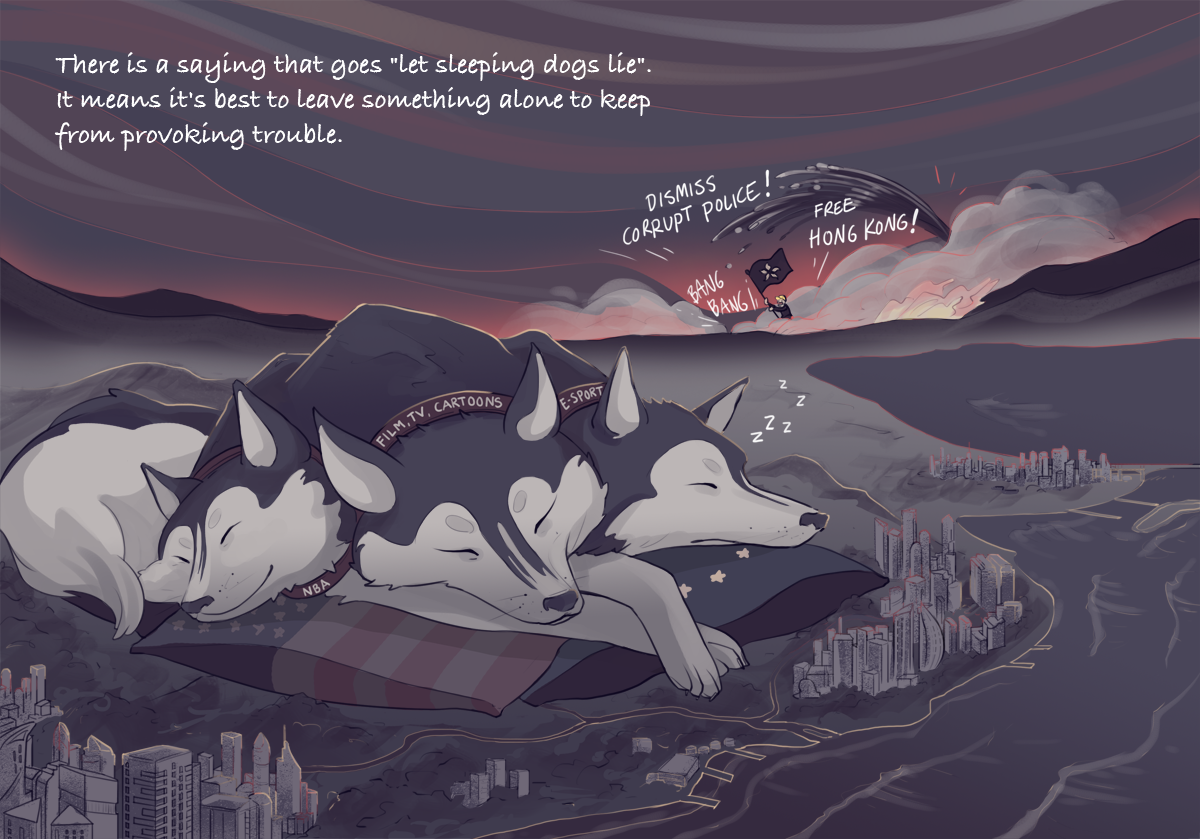 There is a saying that goes "let sleeping dogs lie".
It means it's best to leave something alone to keep
from provoking trouble.
DISMISS
CORRUPT POLICE!
FREE
HONG KONG!
BANG
BANG!
FILM, TV, CARTOONS
E-SPORT
z
z
z
z
z
NBA